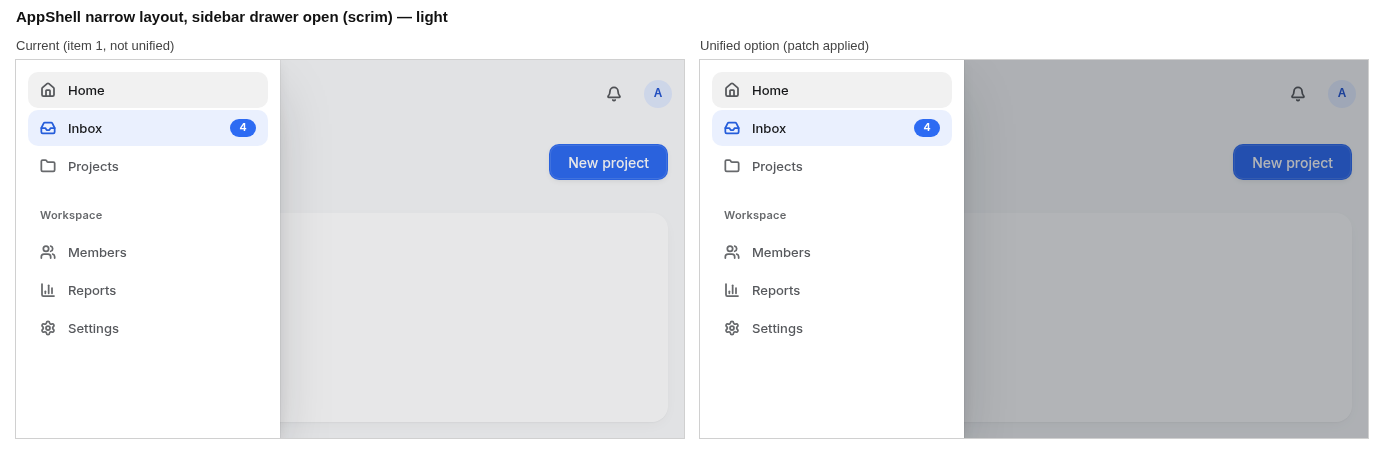 AppShell narrow layout, sidebar drawer open (scrim) — light
Current (item 1, not unified)
Home
Inbox 4
Projects
Workspace
Members
Reports
Settings
A
New project
Unified option (patch applied)
Home
Inbox 4
Projects
Workspace
Members
Reports
Settings
A
New project